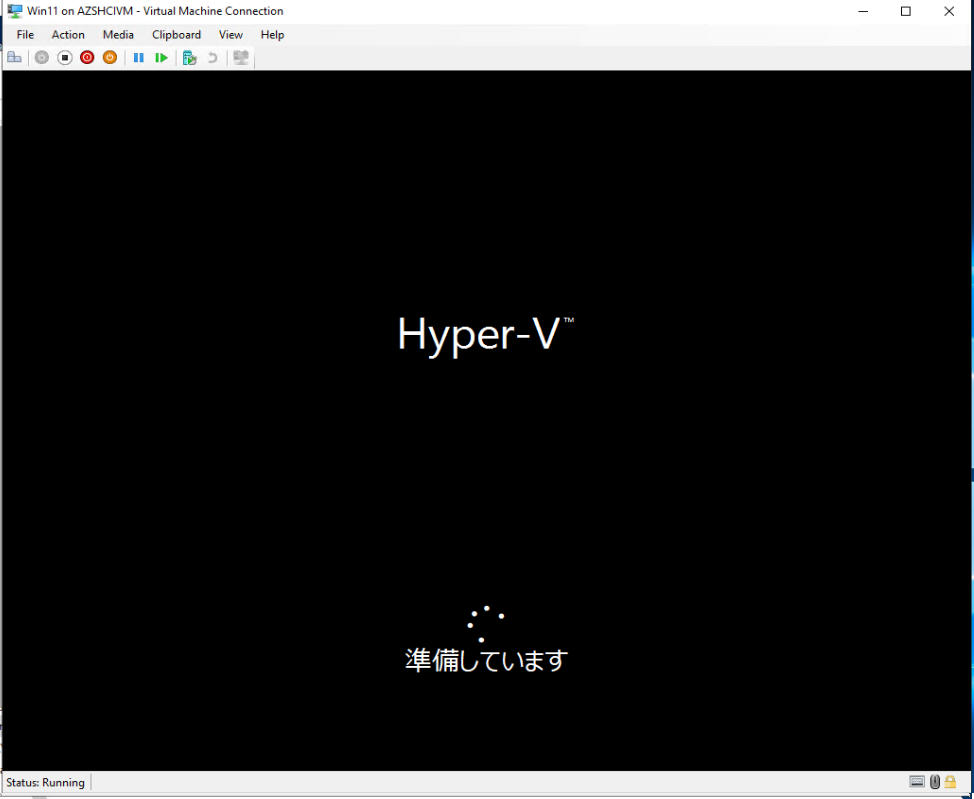 Win11 on AZSHCIVM - Virtual Machine Connection
File Action Media Clipboard View Help
Hyper-V™
準備しています
Status: Running